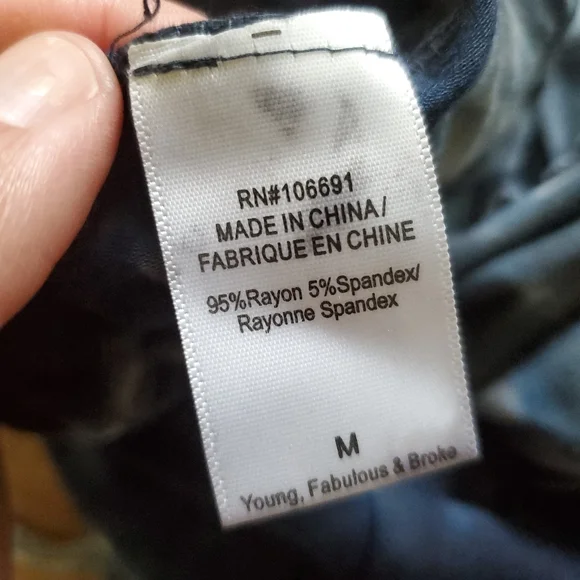 RN#106691
MADE IN CHINA/
FABRIQUE EN CHINE
95%Rayon 5%Spandex/
Rayonne Spandex
M
Young, Fabulous & Broke